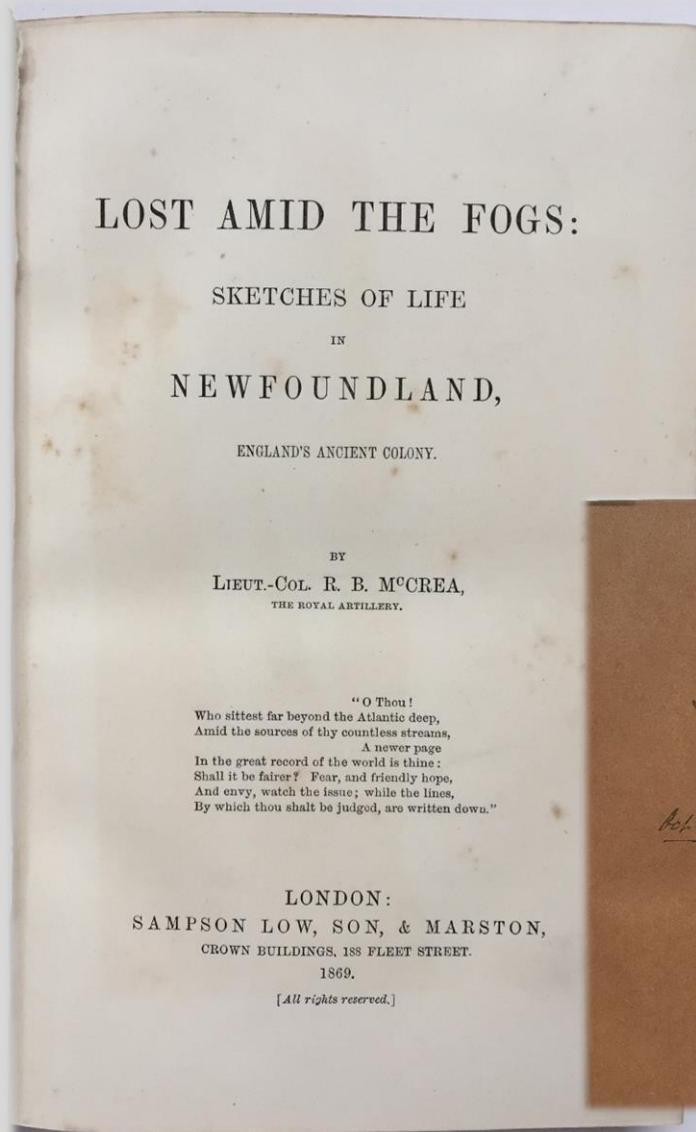 LOST AMID THE FOGS:
SKETCHES OF LIFE
IN
NEWFOUNDLAND,
ENGLAND'S ANCIENT COLONY.
BY
LIEUT.-COL. R. B. McCREA,
THE ROYAL ARTILLERY.
"O Thou!
Who sittest far beyond the Atlantic deep,
Amid the sources of thy countless streams,
A newer page
In the great record of the world is thine:
Shall it be fairer? Fear, and friendly hope,
And envy, watch the issue; while the lines,
By which thou shalt be judged, are written down."
LONDON:
SAMPSON LOW, SON, & MARSTON,
CROWN BUILDINGS, 188 FLEET STREET.
1869.
[All rights reserved.]